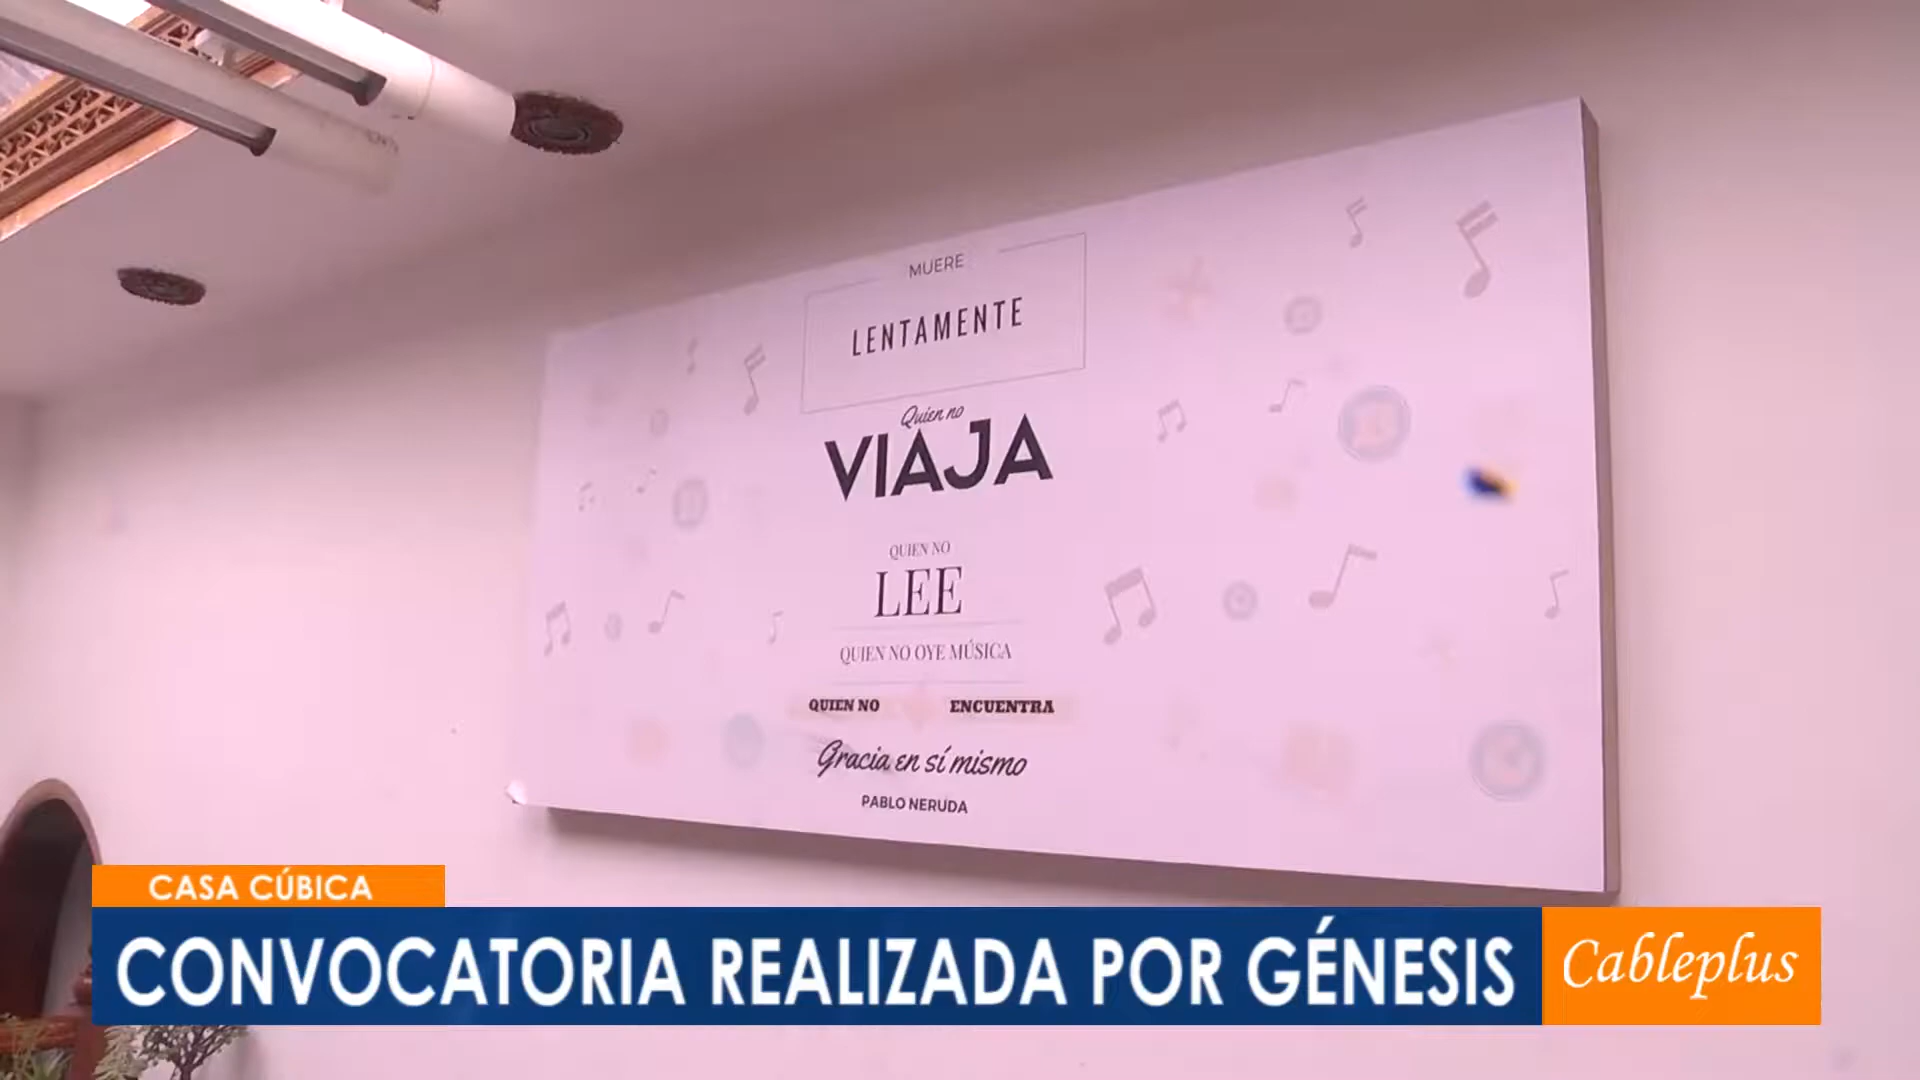 MUERE
LENTAMENTE
Quien no
VIAJA
QUIEN NO
LEE
QUIEN NO OYE MÚSICA
QUIEN NO ENCUENTRA
Gracia en sí mismo
PABLO NERUDA
CASA CÚBICA
CONVOCATORIA REALIZADA POR GÉNESIS
Cableplus